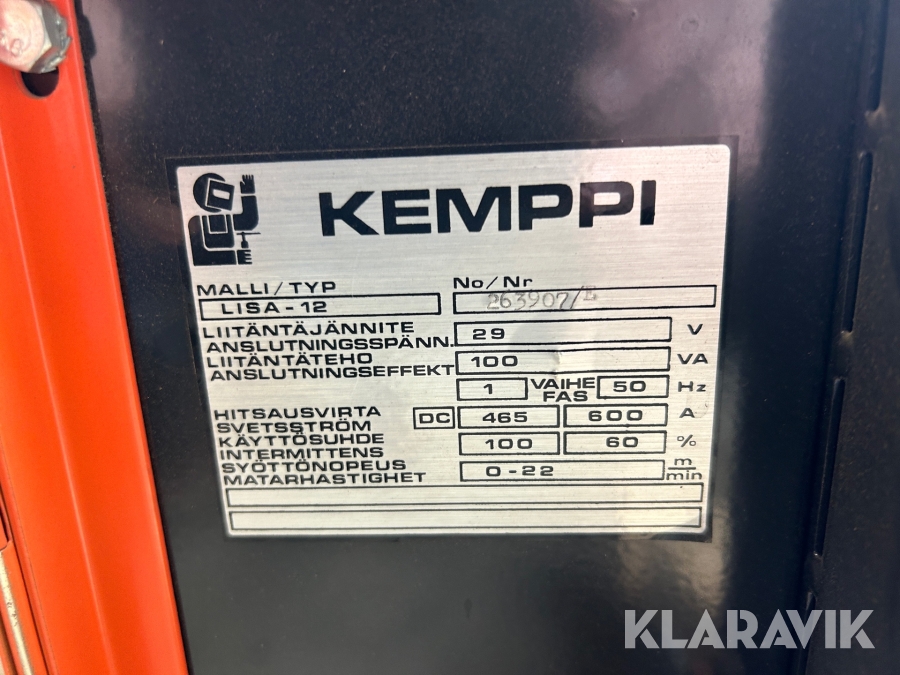 KEMPPI
MALLI/TYP No/Nr
LISA-12 263907/E
LIITÄNTÄJÄNNITE
ANSLUTNINGSSPÄNN. 29 V
LIITÄNTÄTEHO
ANSLUTNINGSEFFEKT 100 VA
1 VAIHE
FAS 50 Hz
HITSAUSVIRTA
SVETSSTRÖM DC 465 600 A
KÄYTTÖSUHDE
INTERMITTENS 100 60 %
SYÖTTÖNOPEUS
MATARHASTIGHET 0-22 m/min
KLARAVIK